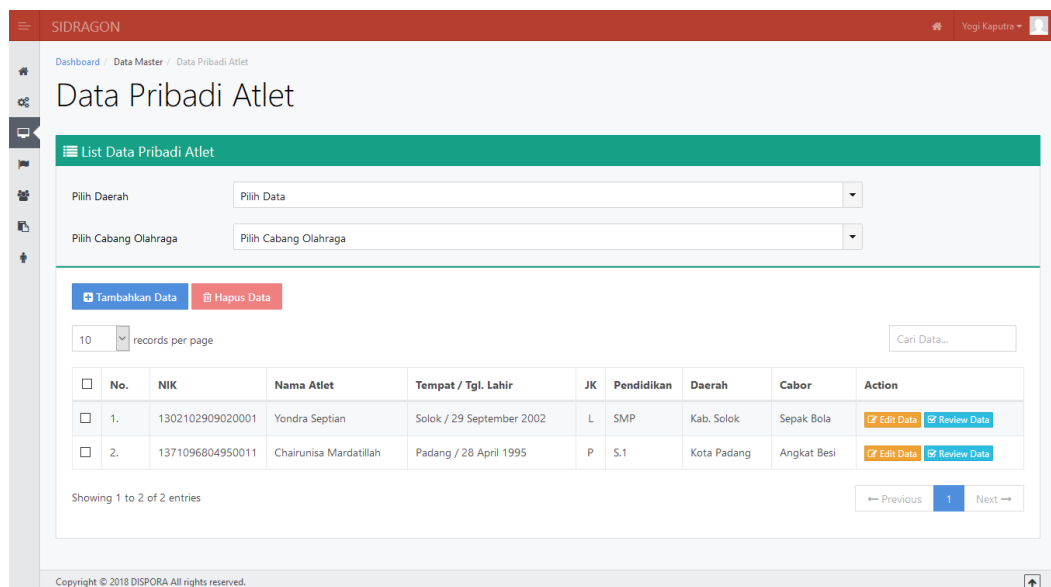 SIDRAGON Yogi Kaputra
Dashboard / Data Master / Data Pribadi Atlet
Data Pribadi Atlet
List Data Pribadi Atlet
Pilih Daerah Pilih Data
Pilih Cabang Olahraga Pilih Cabang Olahraga
Tambahkan Data Hapus Data
10 records per page Cari Data...
No. NIK Nama Atlet Tempat / Tgl. Lahir JK Pendidikan Daerah Cabor Action
1. 1302102909020001 Yondra Septian Solok / 29 September 2002 L SMP Kab. Solok Sepak Bola Edit Data Review Data
2. 1371096804950011 Chairunisa Mardatillah Padang / 28 April 1995 P S.1 Kota Padang Angkat Besi Edit Data Review Data
Showing 1 to 2 of 2 entries ← Previous 1 Next →
Copyright © 2018 DISPORA All rights reserved.